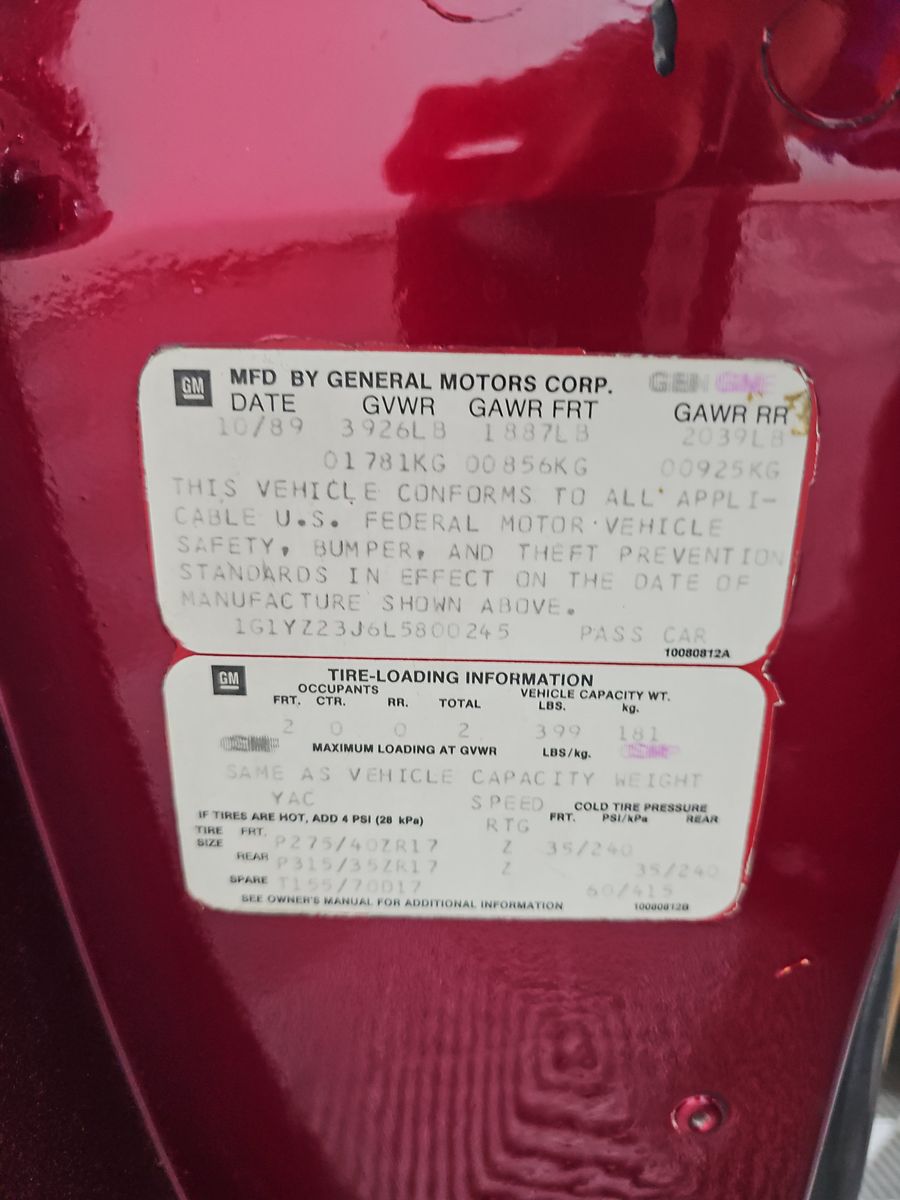 GM MFD BY GENERAL MOTORS CORP.
DATE GVWR GAWR FRT GAWR RR
10/89 3926LB 1887LB 2039LB
01781KG 00856KG 00925KG
THIS VEHICLE CONFORMS TO ALL APPLI-
CABLE U.S. FEDERAL MOTOR VEHICLE
SAFETY, BUMPER, AND THEFT PREVENTION
STANDARDS IN EFFECT ON THE DATE OF
MANUFACTURE SHOWN ABOVE.
1G1YZ23J6L5800245 PASS CAR
10080812A
GM TIRE-LOADING INFORMATION
OCCUPANTS VEHICLE CAPACITY WT.
FRT. CTR. RR. TOTAL LBS. kg.
2 0 0 2 399 181
MAXIMUM LOADING AT GVWR LBS/kg.
SAME AS VEHICLE CAPACITY WEIGHT
YAC SPEED COLD TIRE PRESSURE
IF TIRES ARE HOT, ADD 4 PSI (28 kPa) RTG FRT. PSI/kPa REAR
TIRE SIZE FRT. P275/40ZR17 Z 35/240
REAR P315/35ZR17 Z 35/240
SPARE T155/70D17 60/415
SEE OWNER'S MANUAL FOR ADDITIONAL INFORMATION 10080812B